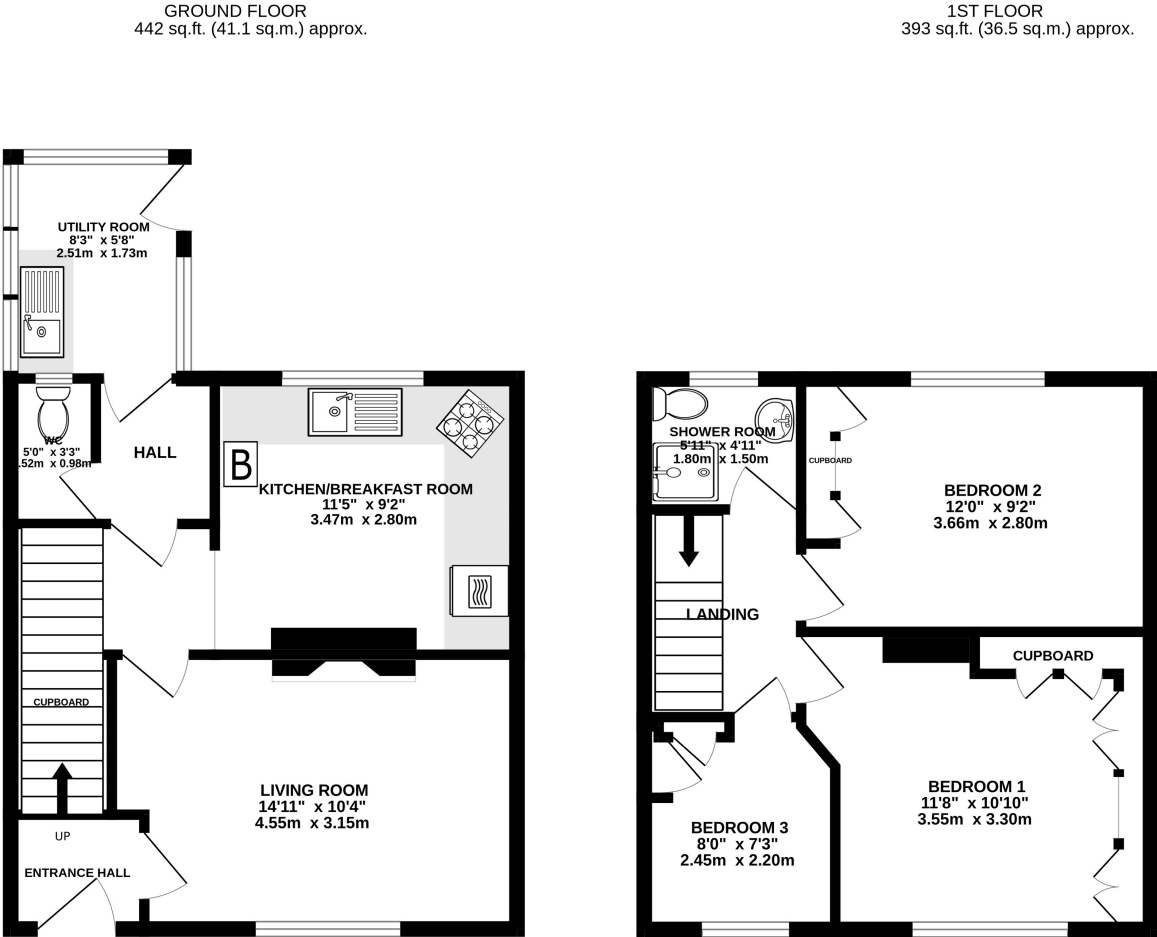 GROUND FLOOR
442 sq.ft. (41.1 sq.m.) approx.
1ST FLOOR
393 sq.ft. (36.5 sq.m.) approx.
UTILITY ROOM
8'3" x 5'8"
2.51m x 1.73m
WC
5'0" x 3'3"
.52m x 0.98m
HALL
B
KITCHEN/BREAKFAST ROOM
11'5" x 9'2"
3.47m x 2.80m
CUPBOARD
LIVING ROOM
14'11" x 10'4"
4.55m x 3.15m
UP
ENTRANCE HALL
SHOWER ROOM
5'11" x 4'11"
1.80m x 1.50m
CUPBOARD
BEDROOM 2
12'0" x 9'2"
3.66m x 2.80m
LANDING
CUPBOARD
BEDROOM 1
11'8" x 10'10"
3.55m x 3.30m
BEDROOM 3
8'0" x 7'3"
2.45m x 2.20m